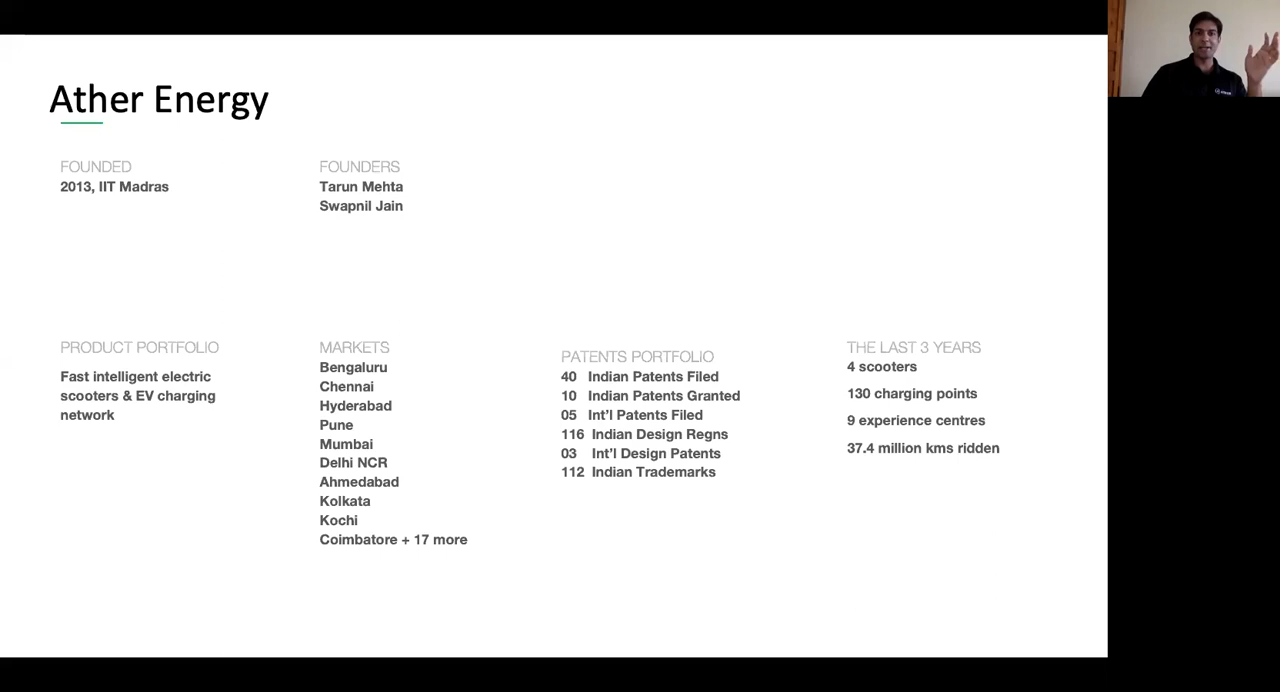 Ather Energy
FOUNDED
2013, IIT Madras
FOUNDERS
Tarun Mehta
Swapnil Jain
PRODUCT PORTFOLIO
Fast intelligent electric
scooters & EV charging
network
MARKETS
Bengaluru
Chennai
Hyderabad
Pune
Mumbai
Delhi NCR
Ahmedabad
Kolkata
Kochi
Coimbatore + 17 more
PATENTS PORTFOLIO
40 Indian Patents Filed
10 Indian Patents Granted
05 Int'l Patents Filed
116 Indian Design Regns
03 Int'l Design Patents
112 Indian Trademarks
THE LAST 3 YEARS
4 scooters
130 charging points
9 experience centres
37.4 million kms ridden